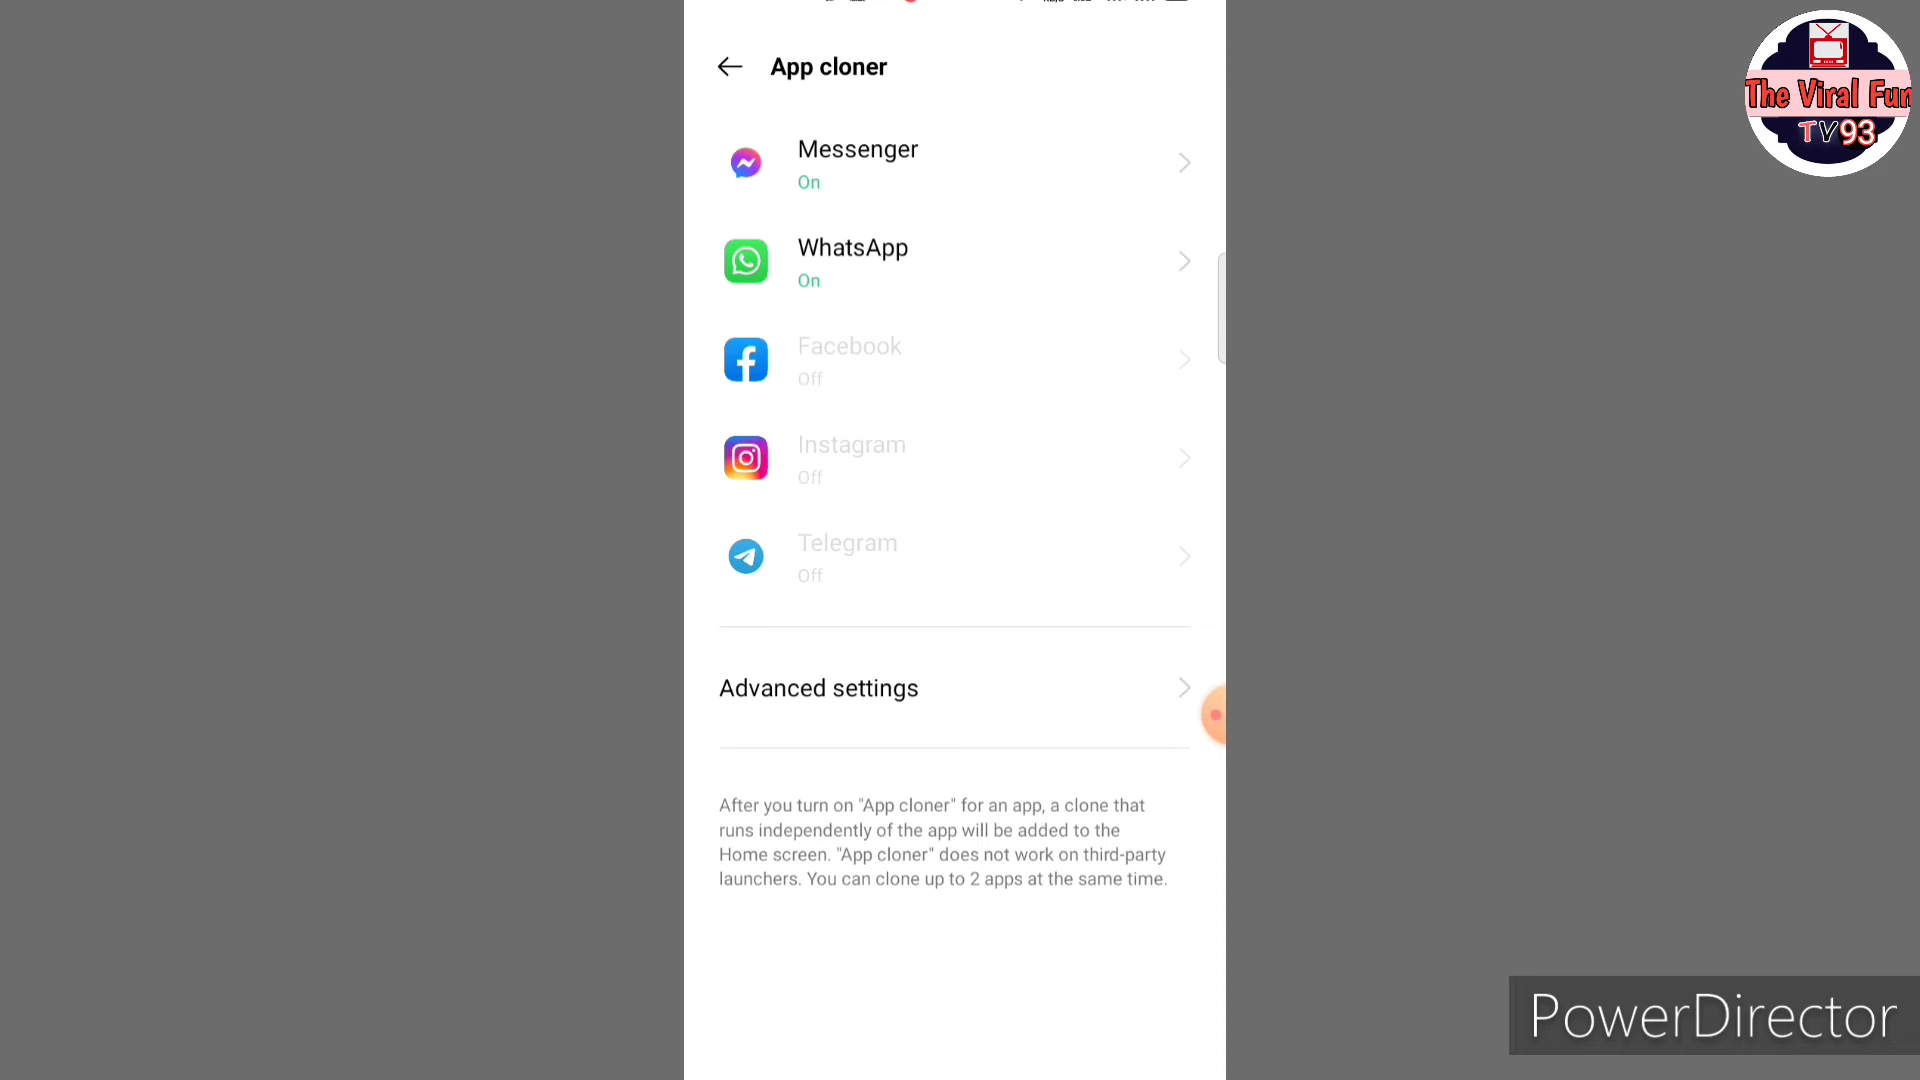 App cloner
Messenger
On
WhatsApp
On
Facebook
Off
Instagram
Off
Telegram
Off
Advanced settings
After you turn on "App cloner" for an app, a clone that
runs independently of the app will be added to the
Home screen. "App cloner" does not work on third-party
launchers. You can clone up to 2 apps at the same time.
The Viral Fun
TV93
PowerDirector